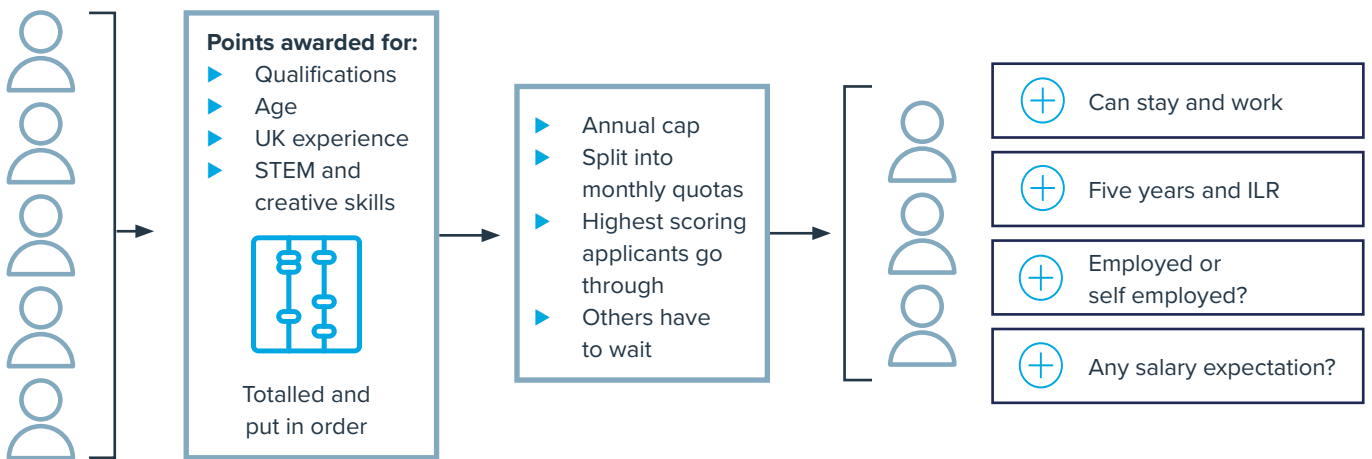 Points awarded for:
Qualifications
Age
UK experience
STEM and
creative skills
Totalled and
put in order
Annual cap
Split into
monthly quotas
Highest scoring
applicants go
through
Others have
to wait
Can stay and work
Five years and ILR
Employed or
self employed?
Any salary expectation?